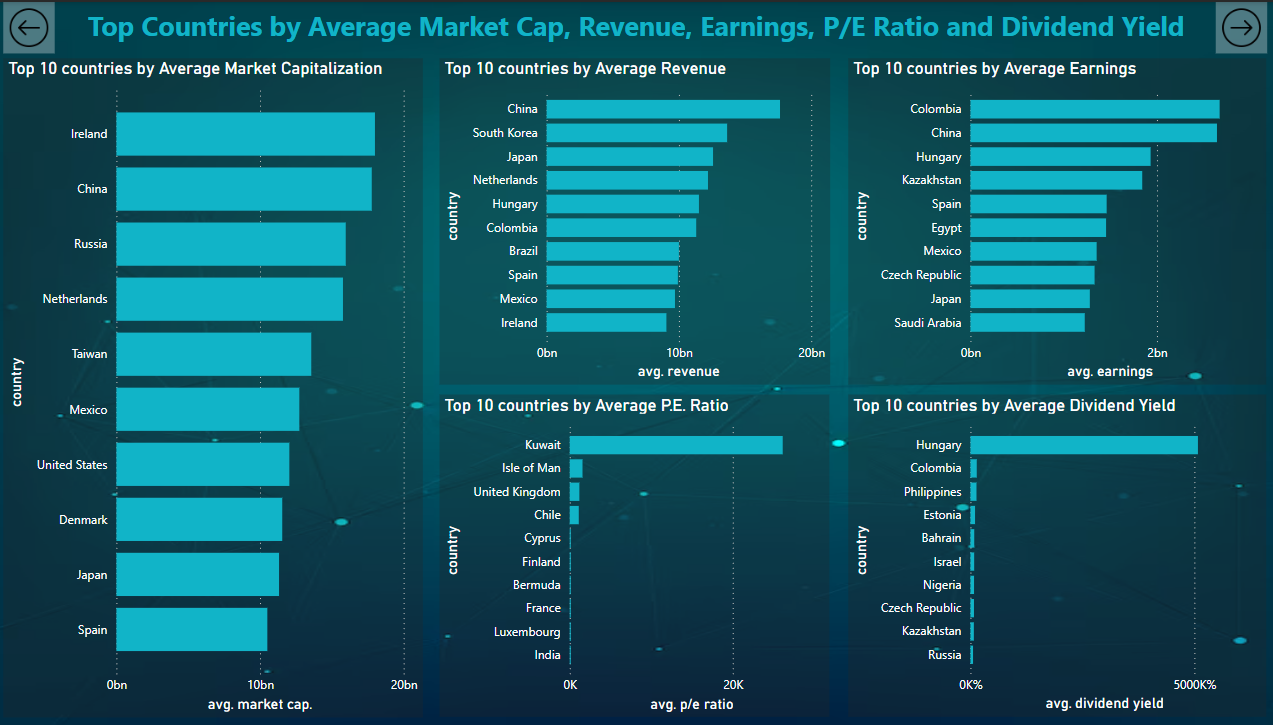 Top Countries by Average Market Cap, Revenue, Earnings, P/E Ratio and Dividend Yield
Top 10 countries by Average Market Capitalization
country
Ireland
China
Russia
Netherlands
Taiwan
Mexico
United States
Denmark
Japan
Spain
0bn 10bn 20bn
avg. market cap.
Top 10 countries by Average Revenue
country
China
South Korea
Japan
Netherlands
Hungary
Colombia
Brazil
Spain
Mexico
Ireland
0bn 10bn 20bn
avg. revenue
Top 10 countries by Average Earnings
country
Colombia
China
Hungary
Kazakhstan
Spain
Egypt
Mexico
Czech Republic
Japan
Saudi Arabia
0bn 2bn
avg. earnings
Top 10 countries by Average P.E. Ratio
country
Kuwait
Isle of Man
United Kingdom
Chile
Cyprus
Finland
Bermuda
France
Luxembourg
India
0K 20K
avg. p/e ratio
Top 10 countries by Average Dividend Yield
country
Hungary
Colombia
Philippines
Estonia
Bahrain
Israel
Nigeria
Czech Republic
Kazakhstan
Russia
0K% 5000K%
avg. dividend yield